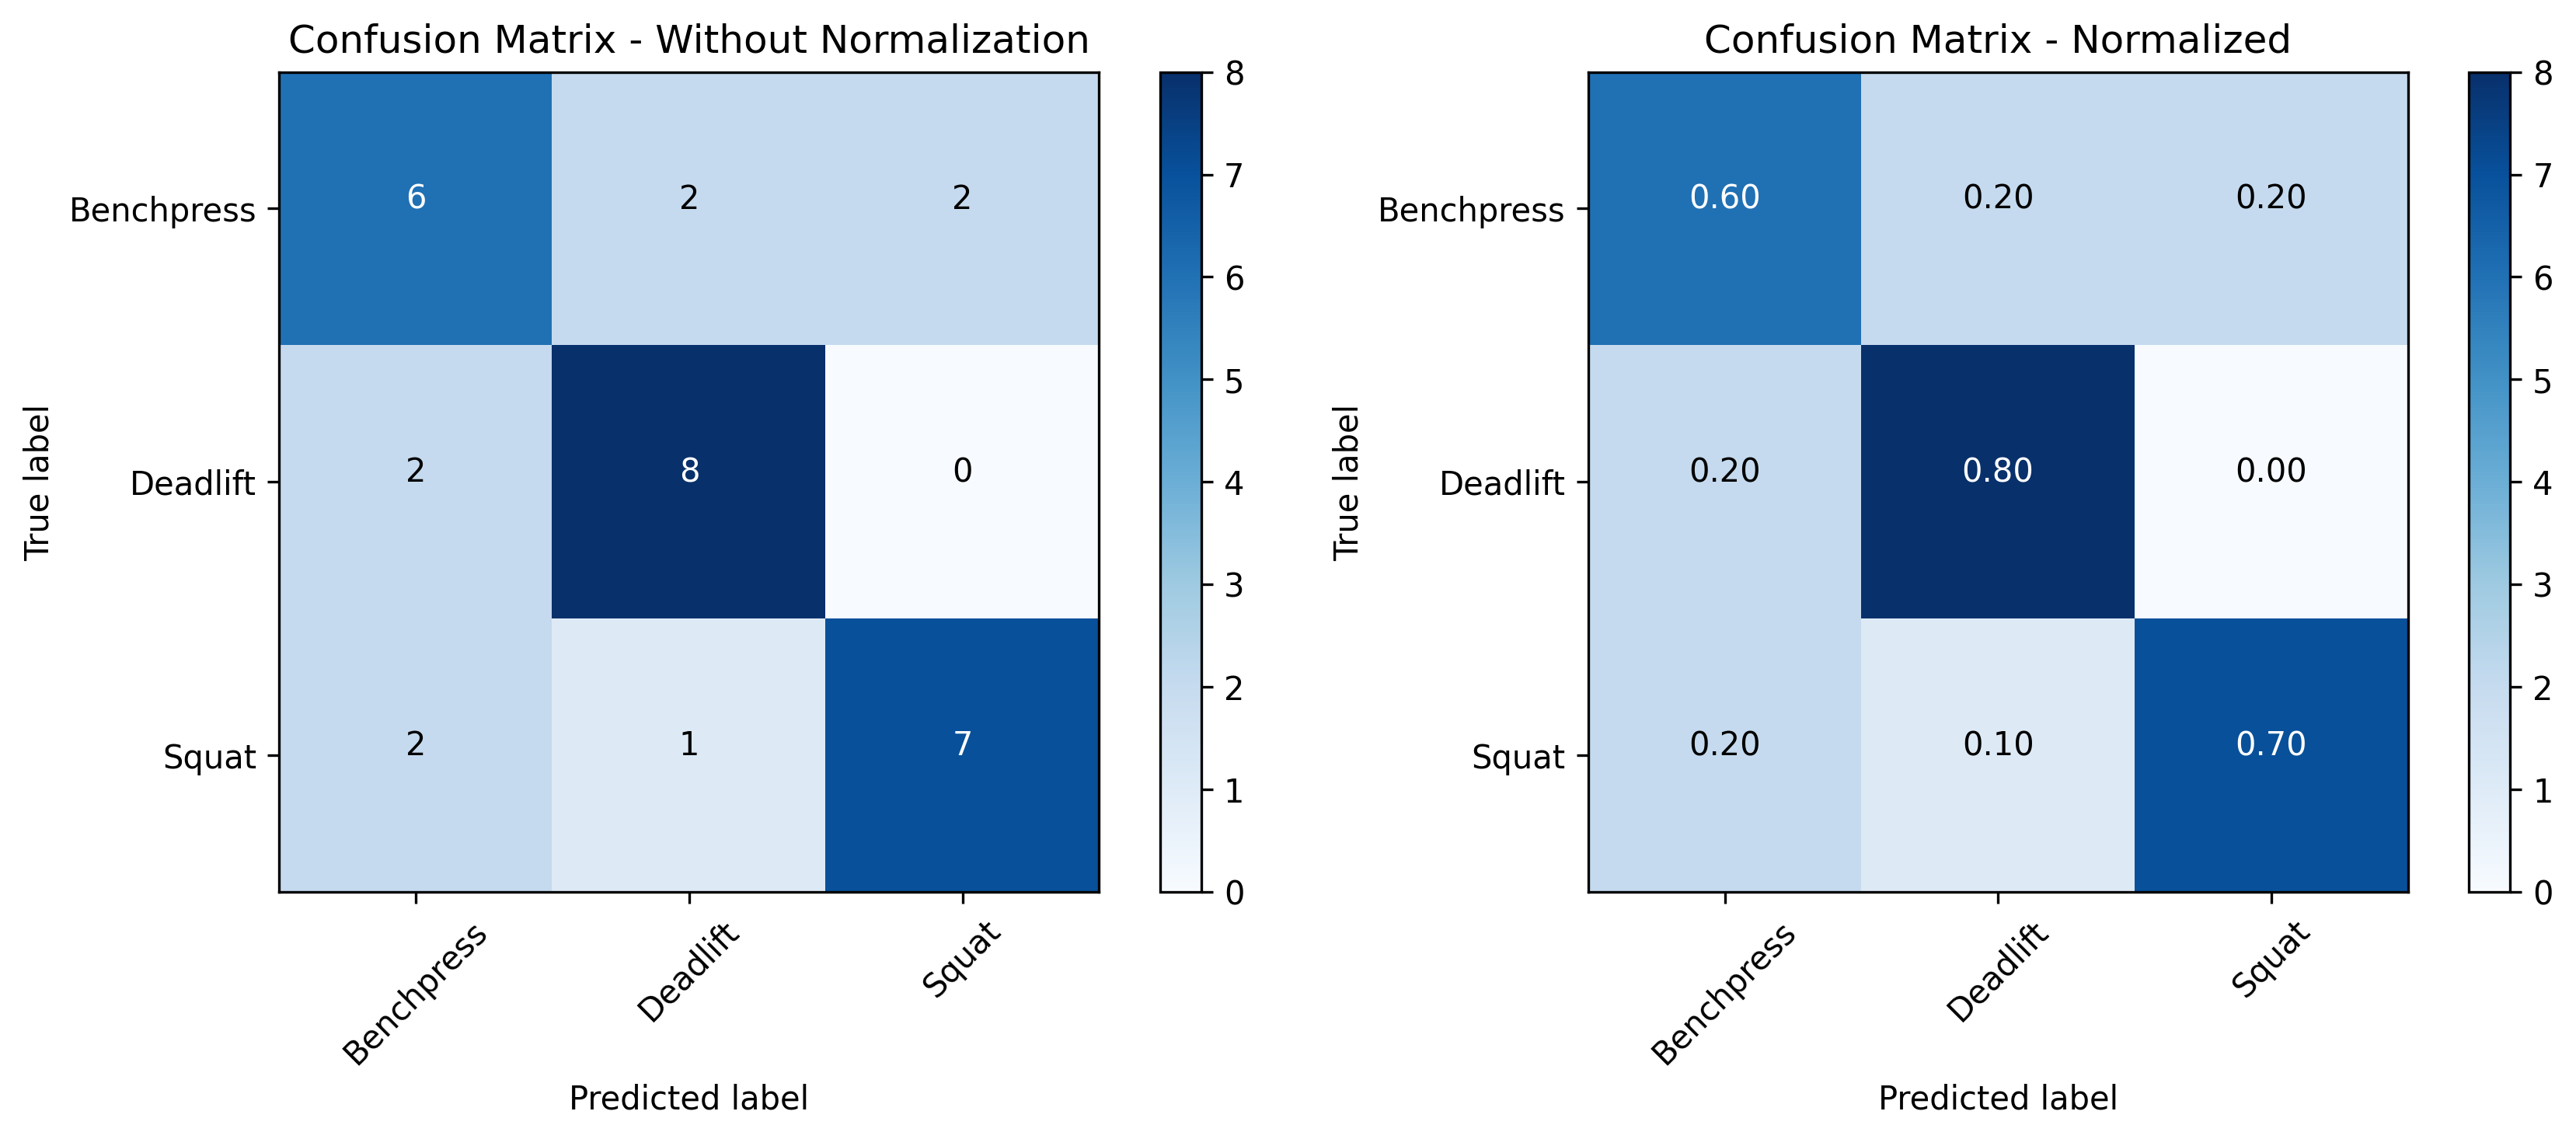 Confusion Matrix - Without Normalization
Benchpress
6
2
2
Deadlift
2
8
0
Squat
2
1
7
Benchpress
Deadlift
Squat
True label
Predicted label
8
7
6
5
4
3
2
1
0
Confusion Matrix - Normalized
Benchpress
0.60
0.20
0.20
Deadlift
0.20
0.80
0.00
Squat
0.20
0.10
0.70
Benchpress
Deadlift
Squat
True label
Predicted label
8
7
6
5
4
3
2
1
0